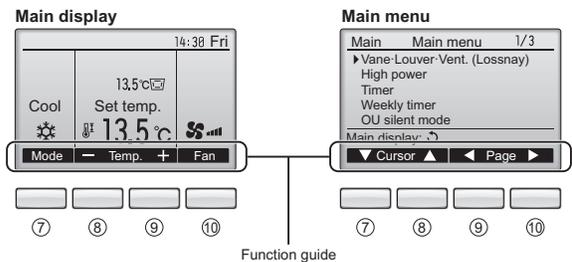 Main display
14:30 Fri
13.5℃
Cool
Set temp.
13.5 ℃
Mode − Temp. + Fan
⑦ ⑧ ⑨ ⑩
Main menu
Main Main menu 1/3
▶Vane·Louver·Vent. (Lossnay)
High power
Timer
Weekly timer
OU silent mode
Main display:
▼ Cursor ▲ ◀ Page ▶
⑦ ⑧ ⑨ ⑩
Function guide